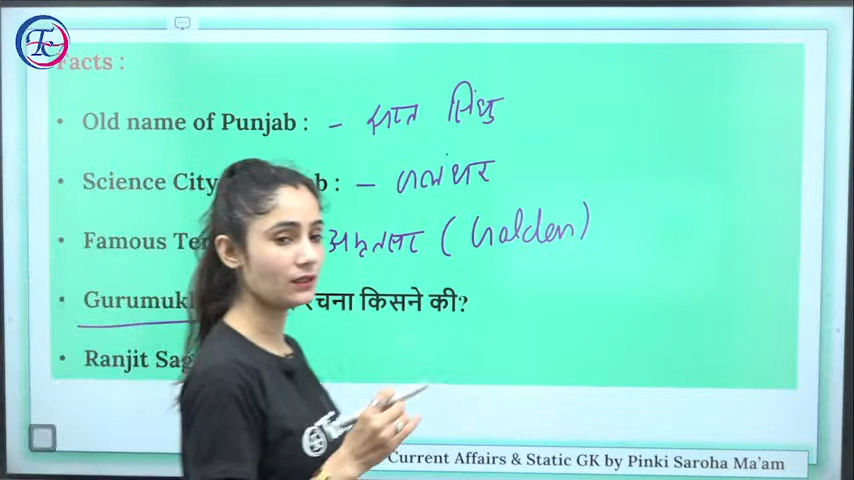 Facts :
• Old name of Punjab : - सप्त सिंधु
• Science City b : - जलंधर
• Famous Te अमृतसर ( Golden )
• Gurumukh रचना किसने की?
• Ranjit Sag
Current Affairs & Static GK by Pinki Saroha Ma'am